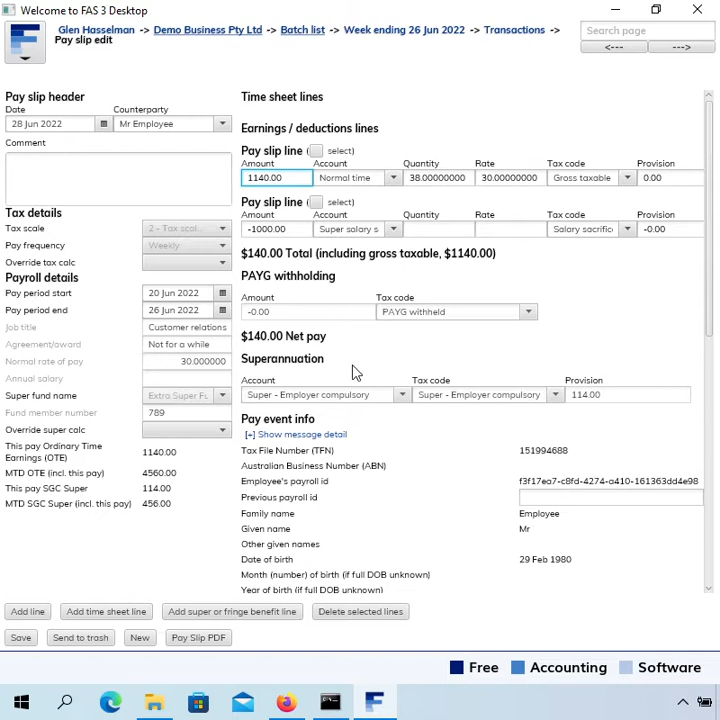 Welcome to FAS 3 Desktop
Glen Hasselman -> Demo Business Pty Ltd -> Batch list -> Week ending 26 Jun 2022 -> Transactions ->
Pay slip edit
Search page
<--- --->
Pay slip header
Date Counterparty
28 Jun 2022 Mr Employee
Comment
Tax details
Tax scale 2 - Tax scal..
Pay frequency Weekly
Override tax calc
Payroll details
Pay period start 20 Jun 2022
Pay period end 26 Jun 2022
Job title Customer relations
Agreement/award Not for a while
Normal rate of pay 30.000000
Annual salary
Super fund name Extra Super Fu
Fund member number 789
Override super calc
This pay Ordinary Time
Earnings (OTE) 1140.00
MTD OTE (incl. this pay) 4560.00
This pay SGC Super 114.00
MTD SGC Super (incl. this pay) 456.00
Time sheet lines
Earnings / deductions lines
Pay slip line ( select)
Amount Account Quantity Rate Tax code Provision
1140.00 Normal time 38.00000000 30.00000000 Gross taxable 0.00
Pay slip line ( select)
Amount Account Quantity Rate Tax code Provision
-1000.00 Super salary s Salary sacrific -0.00
$140.00 Total (including gross taxable, $1140.00)
PAYG withholding
Amount Tax code
-0.00 PAYG withheld
$140.00 Net pay
Superannuation
Account Tax code Provision
Super - Employer compulsory Super - Employer compulsory 114.00
Pay event info
[+] Show message detail
Tax File Number (TFN) 151994688
Australian Business Number (ABN)
Employee's payroll id f3f17ea7-c8fd-4274-a410-161363dd4e98
Previous payroll id
Family name Employee
Given name Mr
Other given names
Date of birth 29 Feb 1980
Month (number) of birth (if full DOB unknown)
Year of birth (if full DOB unknown)
Add line Add time sheet line Add super or fringe benefit line Delete selected lines
Save Send to trash New Pay Slip PDF
Free Accounting Software